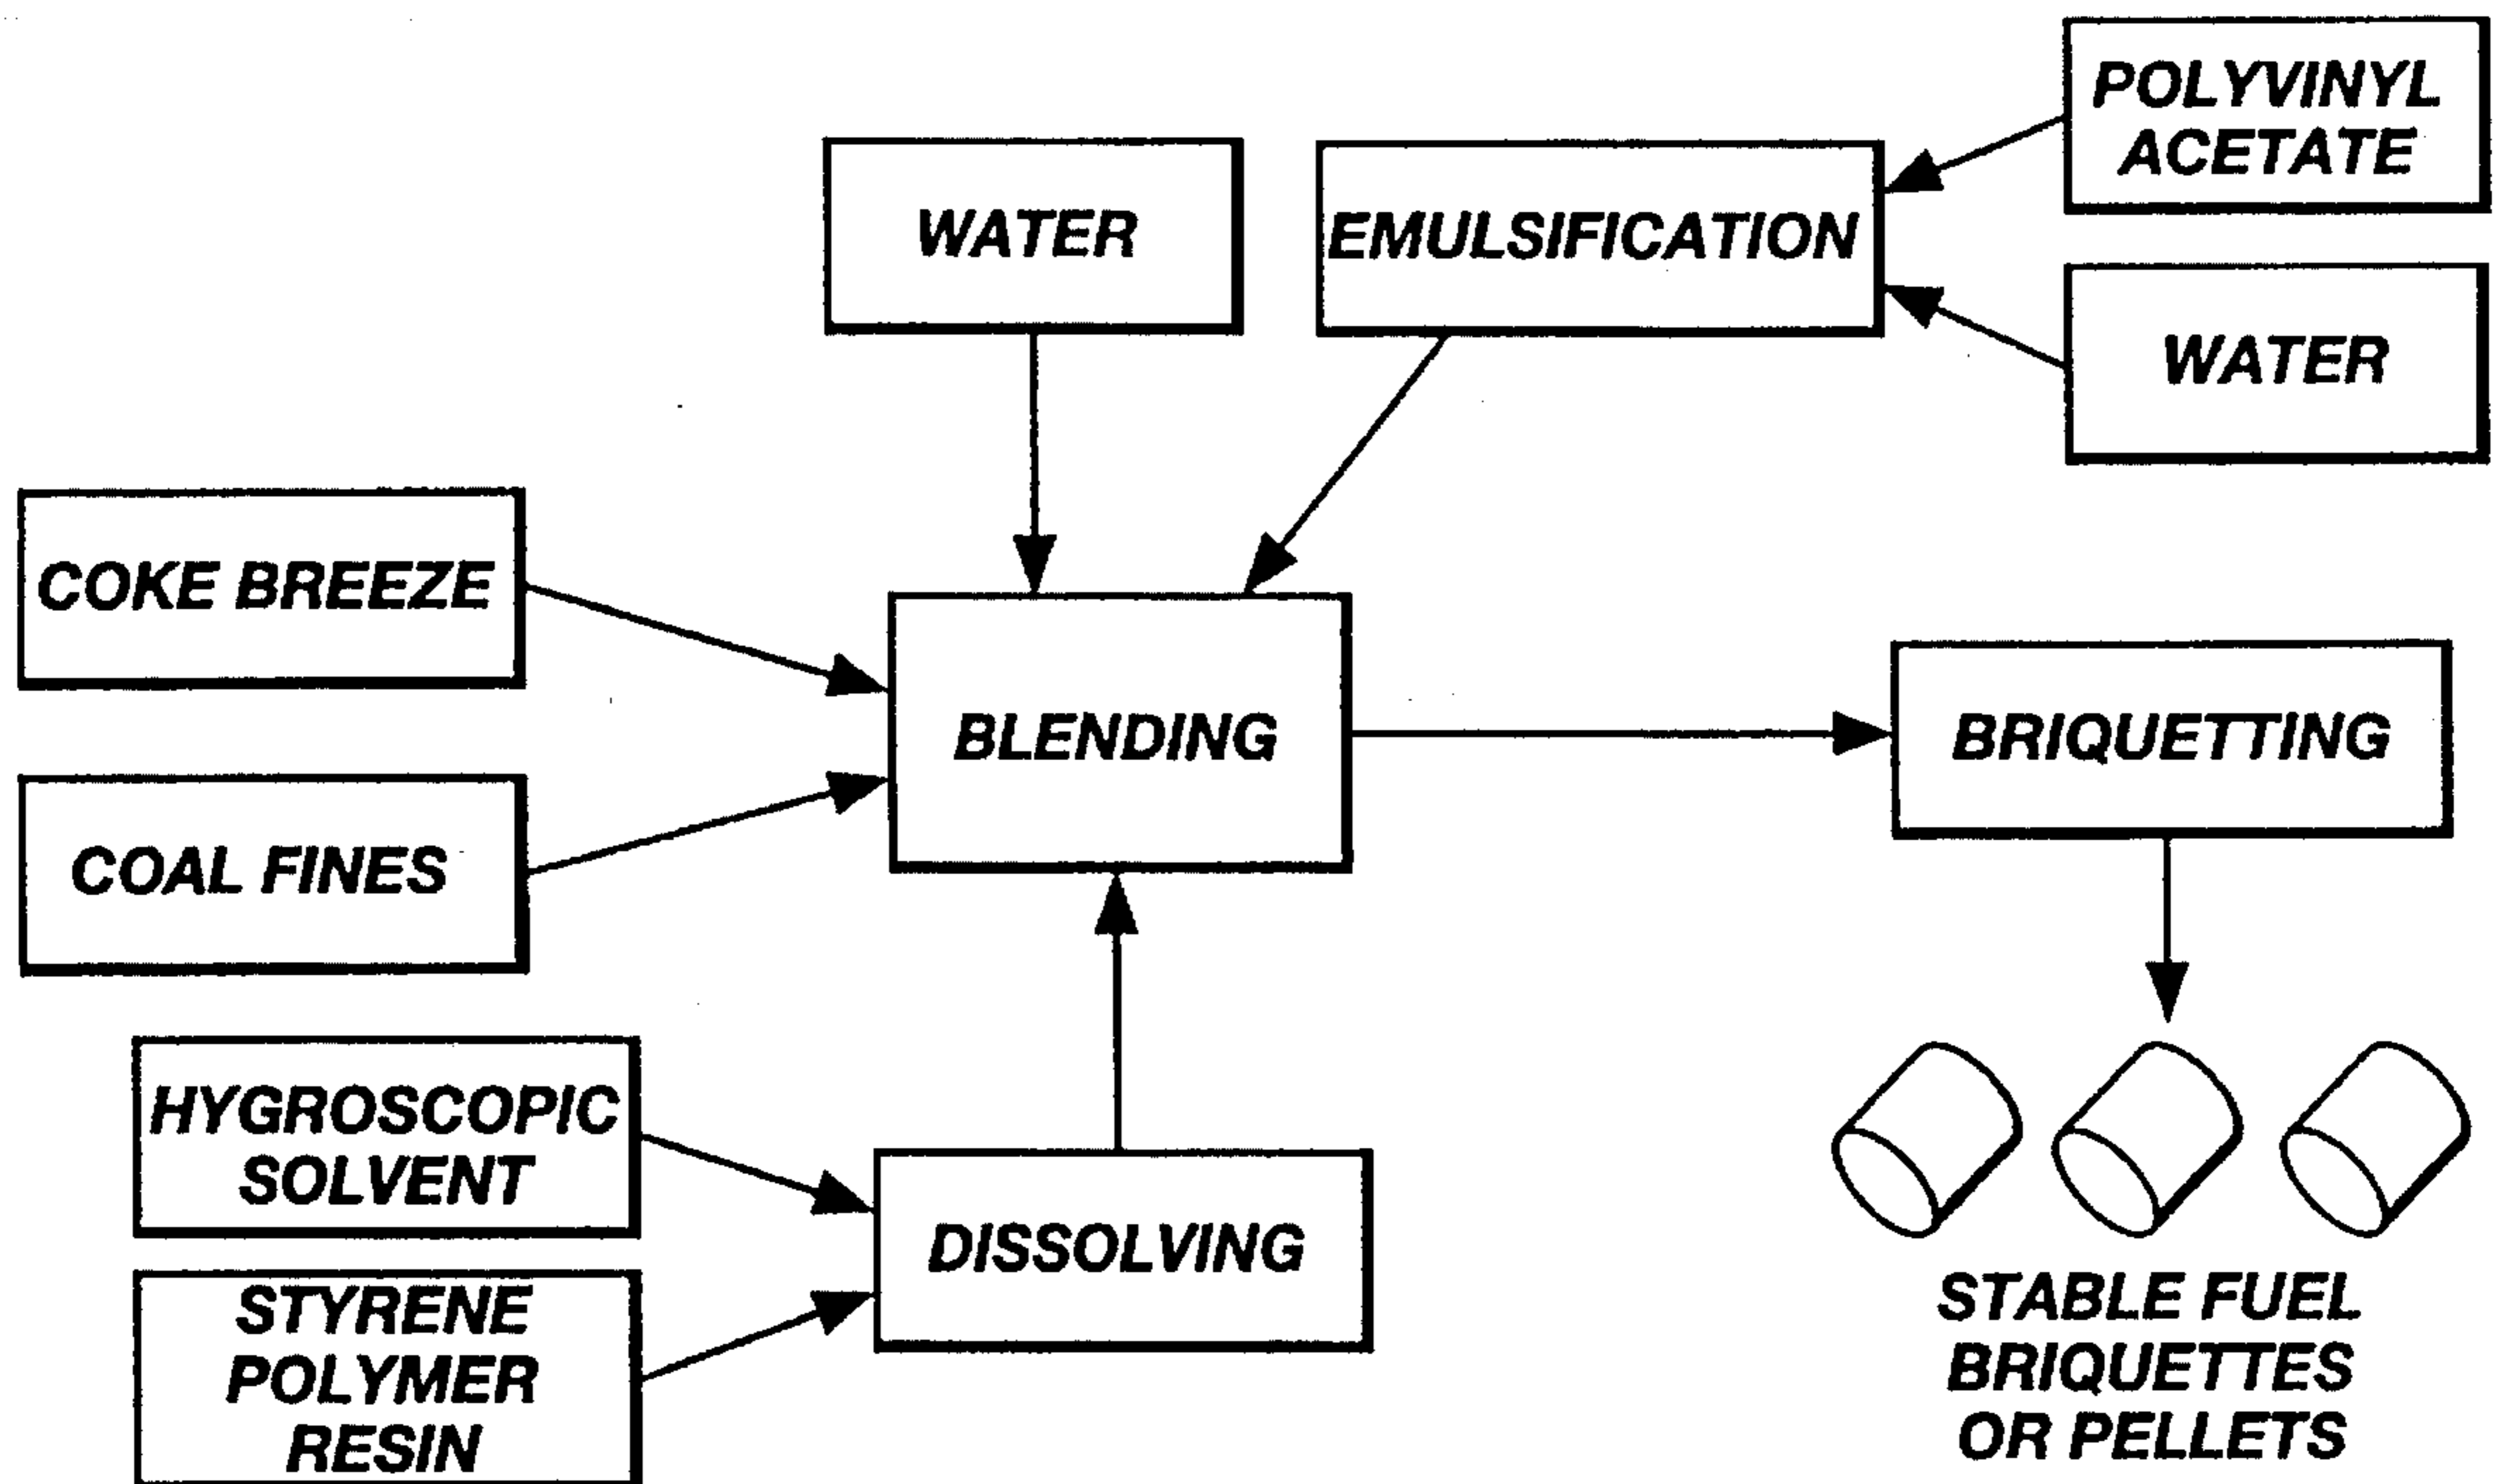 POLYVINYL
ACETATE
WATER
EMULSIFICATION
WATER
COKE BREEZE
BLENDING
BRIQUETTING
COAL FINES
HYGROSCOPIC
SOLVENT
DISSOLVING
STYRENE
POLYMER
RESIN
STABLE FUEL
BRIQUETTES
OR PELLETS